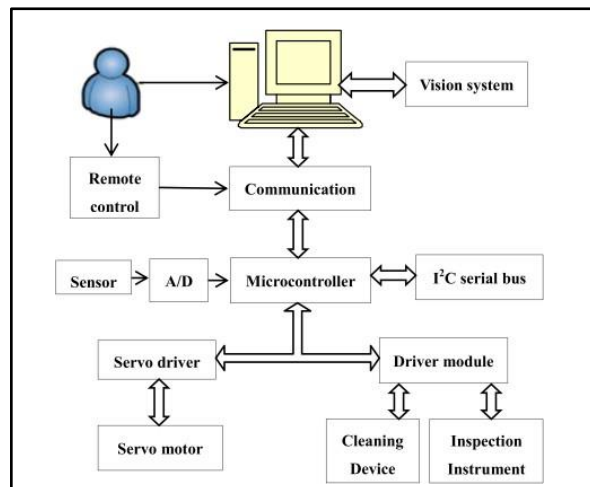 Vision system
Remote
control
Communication
Sensor
A/D
Microcontroller
I²C serial bus
Servo driver
Driver module
Servo motor
Cleaning
Device
Inspection
Instrument